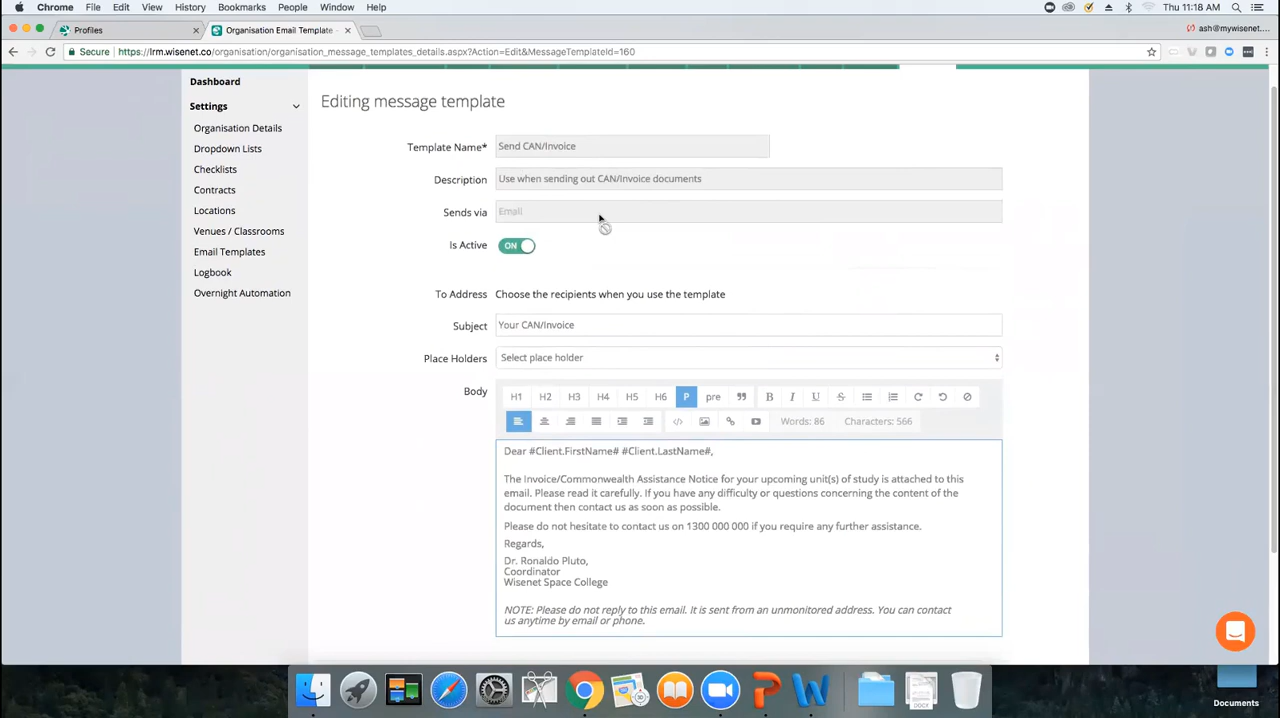 Chrome File Edit View History Bookmarks People Window Help Thu 11:18 AM
Profiles × Organisation Email Template - × ash@mywisenet....
Secure https://lrm.wisenet.co/organisation/organisation_message_templates_details.aspx?Action=Edit&MessageTemplateId=160
Dashboard
Settings
Organisation Details
Dropdown Lists
Checklists
Contracts
Locations
Venues / Classrooms
Email Templates
Logbook
Overnight Automation
Editing message template
Template Name* Send CAN/Invoice
Description Use when sending out CAN/Invoice documents
Sends via Email
Is Active ON
To Address Choose the recipients when you use the template
Subject Your CAN/Invoice
Place Holders Select place holder
Body H1 H2 H3 H4 H5 H6 P pre B I U S
Words: 86 Characters: 566
Dear #Client.FirstName# #Client.LastName#,
The Invoice/Commonwealth Assistance Notice for your upcoming unit(s) of study is attached to this
email. Please read it carefully. If you have any difficulty or questions concerning the content of the
document then contact us as soon as possible.
Please do not hesitate to contact us on 1300 000 000 if you require any further assistance.
Regards,
Dr. Ronaldo Pluto,
Coordinator
Wisenet Space College
NOTE: Please do not reply to this email. It is sent from an unmonitored address. You can contact
us anytime by email or phone.
DOCX
Documents